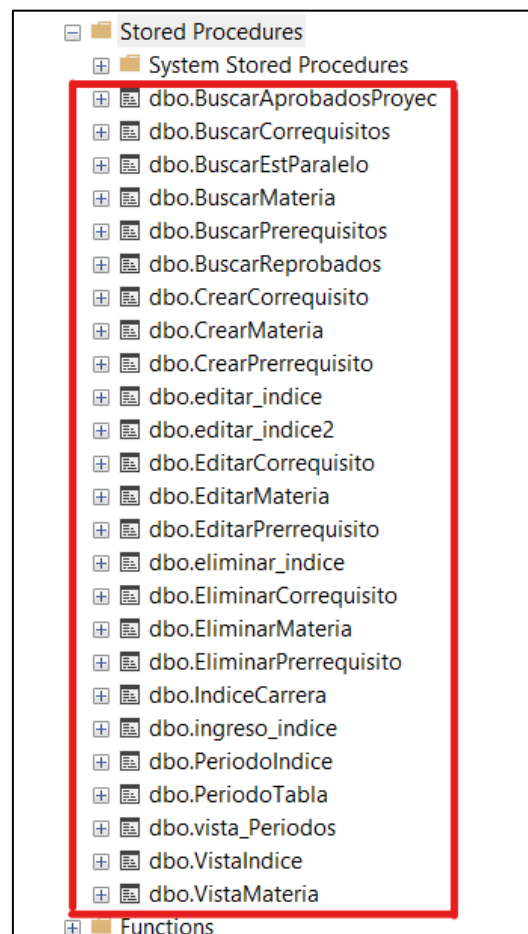 Stored Procedures
System Stored Procedures
dbo.BuscarAprobadosProyec
dbo.BuscarCorrequisitos
dbo.BuscarEstParalelo
dbo.BuscarMateria
dbo.BuscarPrerequisitos
dbo.BuscarReprobados
dbo.CrearCorrequisito
dbo.CrearMateria
dbo.CrearPrerrequisito
dbo.editar_indice
dbo.editar_indice2
dbo.EditarCorrequisito
dbo.EditarMateria
dbo.EditarPrerrequisito
dbo.eliminar_indice
dbo.EliminarCorrequisito
dbo.EliminarMateria
dbo.EliminarPrerrequisito
dbo.IndiceCarrera
dbo.ingreso_indice
dbo.PeriodoIndice
dbo.PeriodoTabla
dbo.vista_Periodos
dbo.VistaIndice
dbo.VistaMateria
Functions